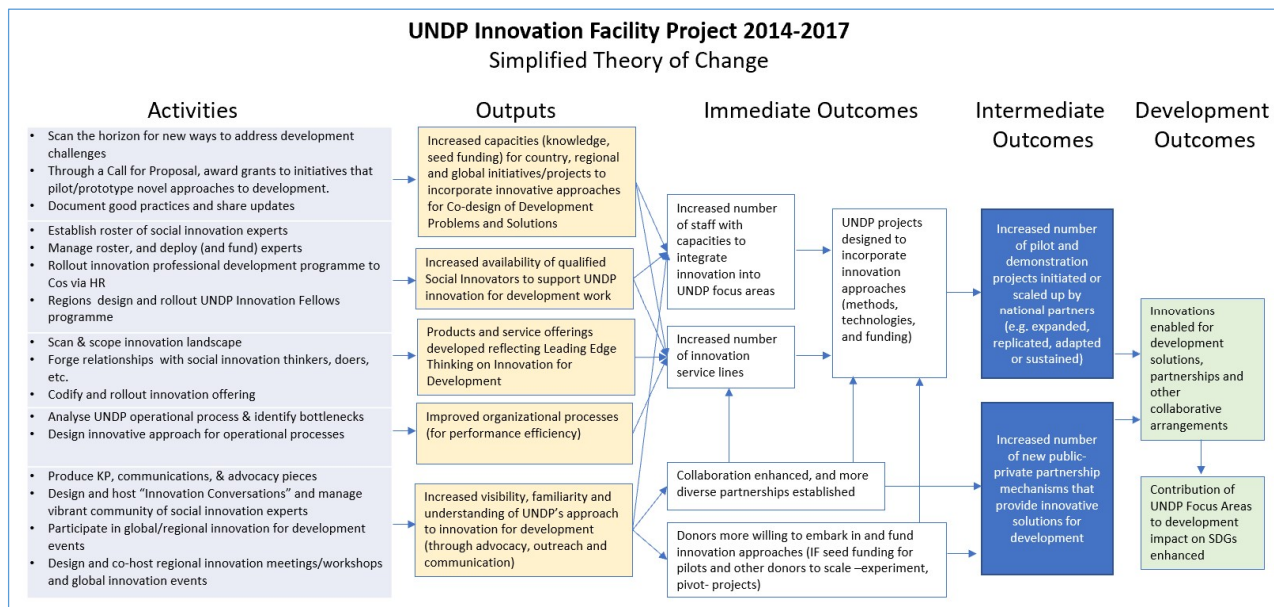 UNDP Innovation Facility Project 2014-2017
Simplified Theory of Change
Activities
Outputs
Immediate Outcomes
Intermediate
Outcomes
Development
Outcomes
• Scan the horizon for new ways to address development
challenges
• Through a Call for Proposal, award grants to initiatives that
pilot/prototype novel approaches to development.
• Document good practices and share updates
• Establish roster of social innovation experts
• Manage roster, and deploy (and fund) experts
• Rollout innovation professional development programme to
Cos via HR
• Regions design and rollout UNDP Innovation Fellows
programme
• Scan & scope innovation landscape
• Forge relationships with social innovation thinkers, doers,
etc.
• Codify and rollout innovation offering
• Analyse UNDP operational process & identify bottlenecks
• Design innovative approach for operational processes
• Produce KP, communications, & advocacy pieces
• Design and host “Innovation Conversations” and manage
vibrant community of social innovation experts
• Participate in global/regional innovation for development
events
• Design and co-host regional innovation meetings/workshops
and global innovation events
Increased capacities (knowledge,
seed funding) for country, regional
and global initiatives/projects to
incorporate innovative approaches
for Co-design of Development
Problems and Solutions
Increased availability of qualified
Social Innovators to support UNDP
innovation for development work
Products and service offerings
developed reflecting Leading Edge
Thinking on Innovation for
Development
Improved organizational processes
(for performance efficiency)
Increased visibility, familiarity and
understanding of UNDP’s approach
to innovation for development
(through advocacy, outreach and
communication)
Increased number
of staff with
capacities to
integrate
innovation into
UNDP focus areas
Increased number
of innovation
service lines
Collaboration enhanced, and more
diverse partnerships established
Donors more willing to embark in and fund
innovation approaches (IF seed funding for
pilots and other donors to scale –experiment,
pivot- projects)
UNDP projects
designed to
incorporate
innovation
approaches
(methods,
technologies,
and funding)
Increased number
of pilot and
demonstration
projects initiated or
scaled up by
national partners
(e.g. expanded,
replicated, adapted
or sustained)
Increased number
of new public-
private partnership
mechanisms that
provide innovative
solutions for
development
Innovations
enabled for
development
solutions,
partnerships and
other
collaborative
arrangements
Contribution of
UNDP Focus Areas
to development
impact on SDGs
enhanced